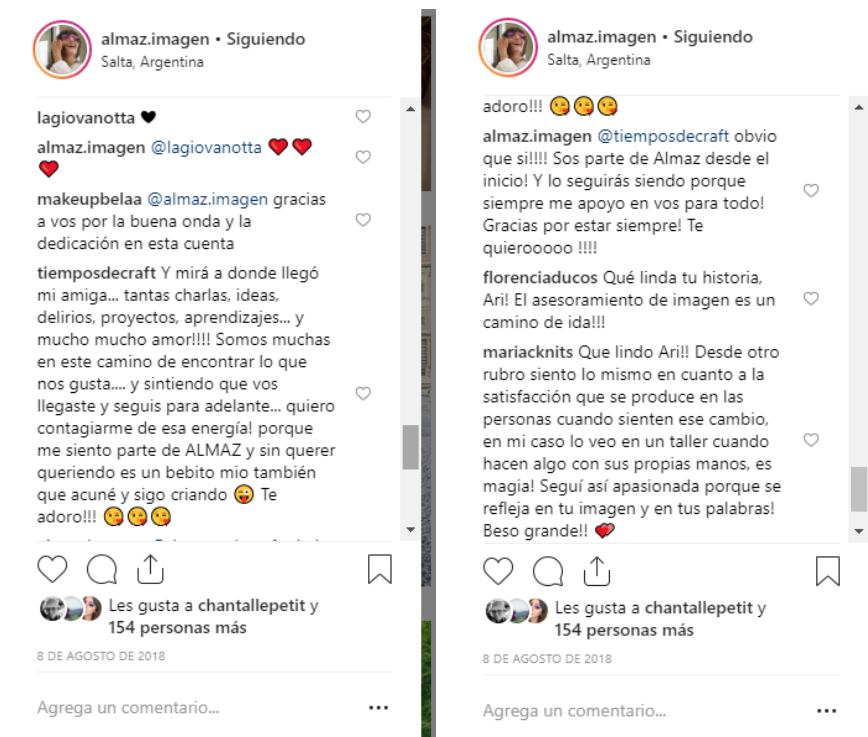 almaz.imagen • Siguiendo
Salta, Argentina
lagiovanotta 🖤
almaz.imagen @lagiovanotta ❤️❤️
❤️
makeupbelaa @almaz.imagen gracias
a vos por la buena onda y la
dedicación en esta cuenta
tiemposdecraft Y mirá a donde llegó
mi amiga... tantas charlas, ideas,
delirios, proyectos, aprendizajes... y
mucho mucho amor!!!! Somos muchas
en este camino de encontrar lo que
nos gusta.... y sintiendo que vos
llegaste y seguis para adelante... quiero
contagiarme de esa energía! porque
me siento parte de ALMAZ y sin querer
queriendo es un bebito mio también
que acuné y sigo criando 😜 Te
adoro!!! 😘😘😘
Les gusta a chantallepetit y
154 personas más
8 DE AGOSTO DE 2018
Agrega un comentario...
almaz.imagen • Siguiendo
Salta, Argentina
adoro!!! 😘😘😘
almaz.imagen @tiemposdecraft obvio
que si!!!! Sos parte de Almaz desde el
inicio! Y lo seguirás siendo porque
siempre me apoyo en vos para todo!
Gracias por estar siempre! Te
quierooooo !!!!
florenciaducos Qué linda tu historia,
Ari! El asesoramiento de imagen es un
camino de ida!!!
mariacknits Que lindo Ari!! Desde otro
rubro siento lo mismo en cuanto a la
satisfacción que se produce en las
personas cuando sienten ese cambio,
en mi caso lo veo en un taller cuando
hacen algo con sus propias manos, es
magia! Seguí así apasionada porque se
refleja en tu imagen y en tus palabras!
Beso grande!! 💕
Les gusta a chantallepetit y
154 personas más
8 DE AGOSTO DE 2018
Agrega un comentario...